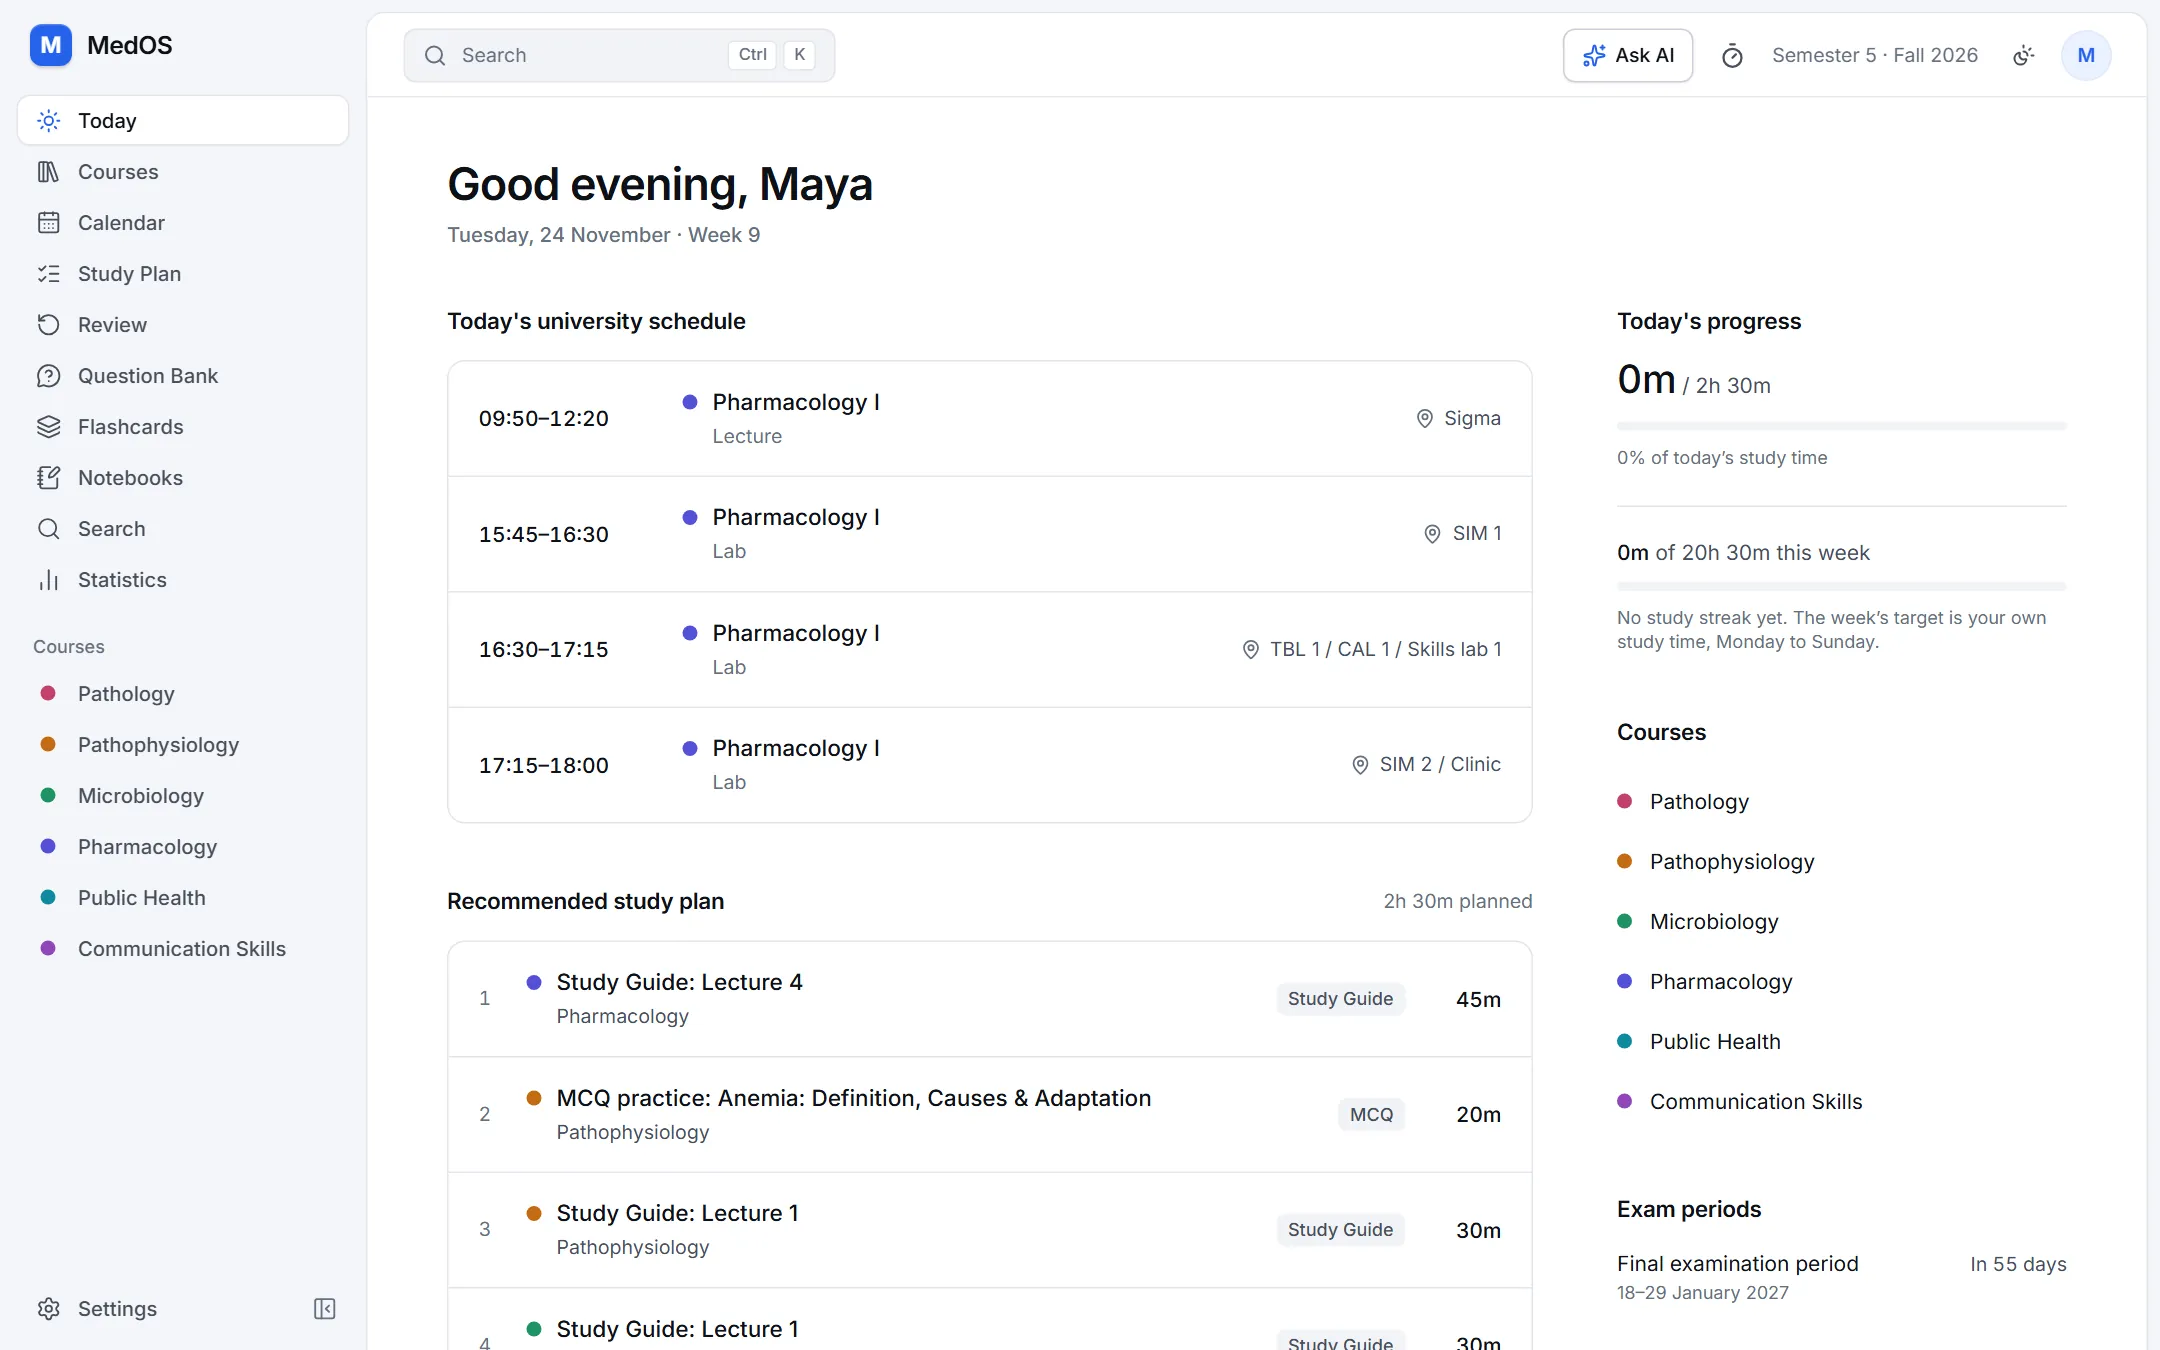 M MedOS
Today
Courses
Calendar
Study Plan
Review
Question Bank
Flashcards
Notebooks
Search
Statistics
Courses
Pathology
Pathophysiology
Microbiology
Pharmacology
Public Health
Communication Skills
Settings
Search Ctrl K
Ask AI
Semester 5 · Fall 2026
M
Good evening, Maya
Tuesday, 24 November · Week 9
Today's university schedule
09:50–12:20 Pharmacology I Sigma
Lecture
15:45–16:30 Pharmacology I SIM 1
Lab
16:30–17:15 Pharmacology I TBL 1 / CAL 1 / Skills lab 1
Lab
17:15–18:00 Pharmacology I SIM 2 / Clinic
Lab
Recommended study plan 2h 30m planned
1 Study Guide: Lecture 4 Study Guide 45m
Pharmacology
2 MCQ practice: Anemia: Definition, Causes & Adaptation MCQ 20m
Pathophysiology
3 Study Guide: Lecture 1 Study Guide 30m
Pathophysiology
4 Study Guide: Lecture 1 Study Guide 30m
Today's progress
0m / 2h 30m
0% of today’s study time
0m of 20h 30m this week
No study streak yet. The week’s target is your own
study time, Monday to Sunday.
Courses
Pathology
Pathophysiology
Microbiology
Pharmacology
Public Health
Communication Skills
Exam periods
Final examination period In 55 days
18–29 January 2027